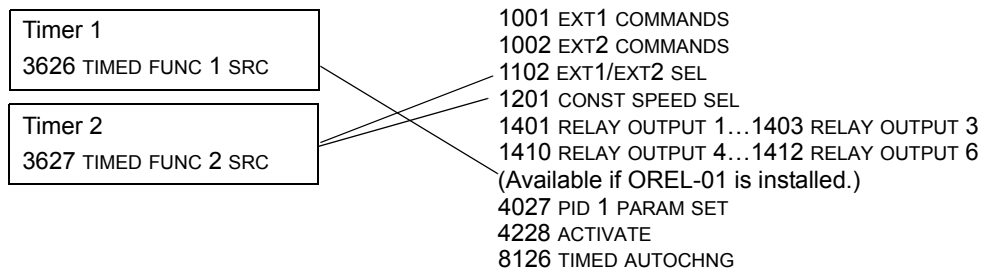 Timer 1
3626 TIMED FUNC 1 SRC
Timer 2
3627 TIMED FUNC 2 SRC
1001 EXT1 COMMANDS
1002 EXT2 COMMANDS
1102 EXT1/EXT2 SEL
1201 CONST SPEED SEL
1401 RELAY OUTPUT 1…1403 RELAY OUTPUT 3
1410 RELAY OUTPUT 4…1412 RELAY OUTPUT 6
(Available if OREL-01 is installed.)
4027 PID 1 PARAM SET
4228 ACTIVATE
8126 TIMED AUTOCHNG